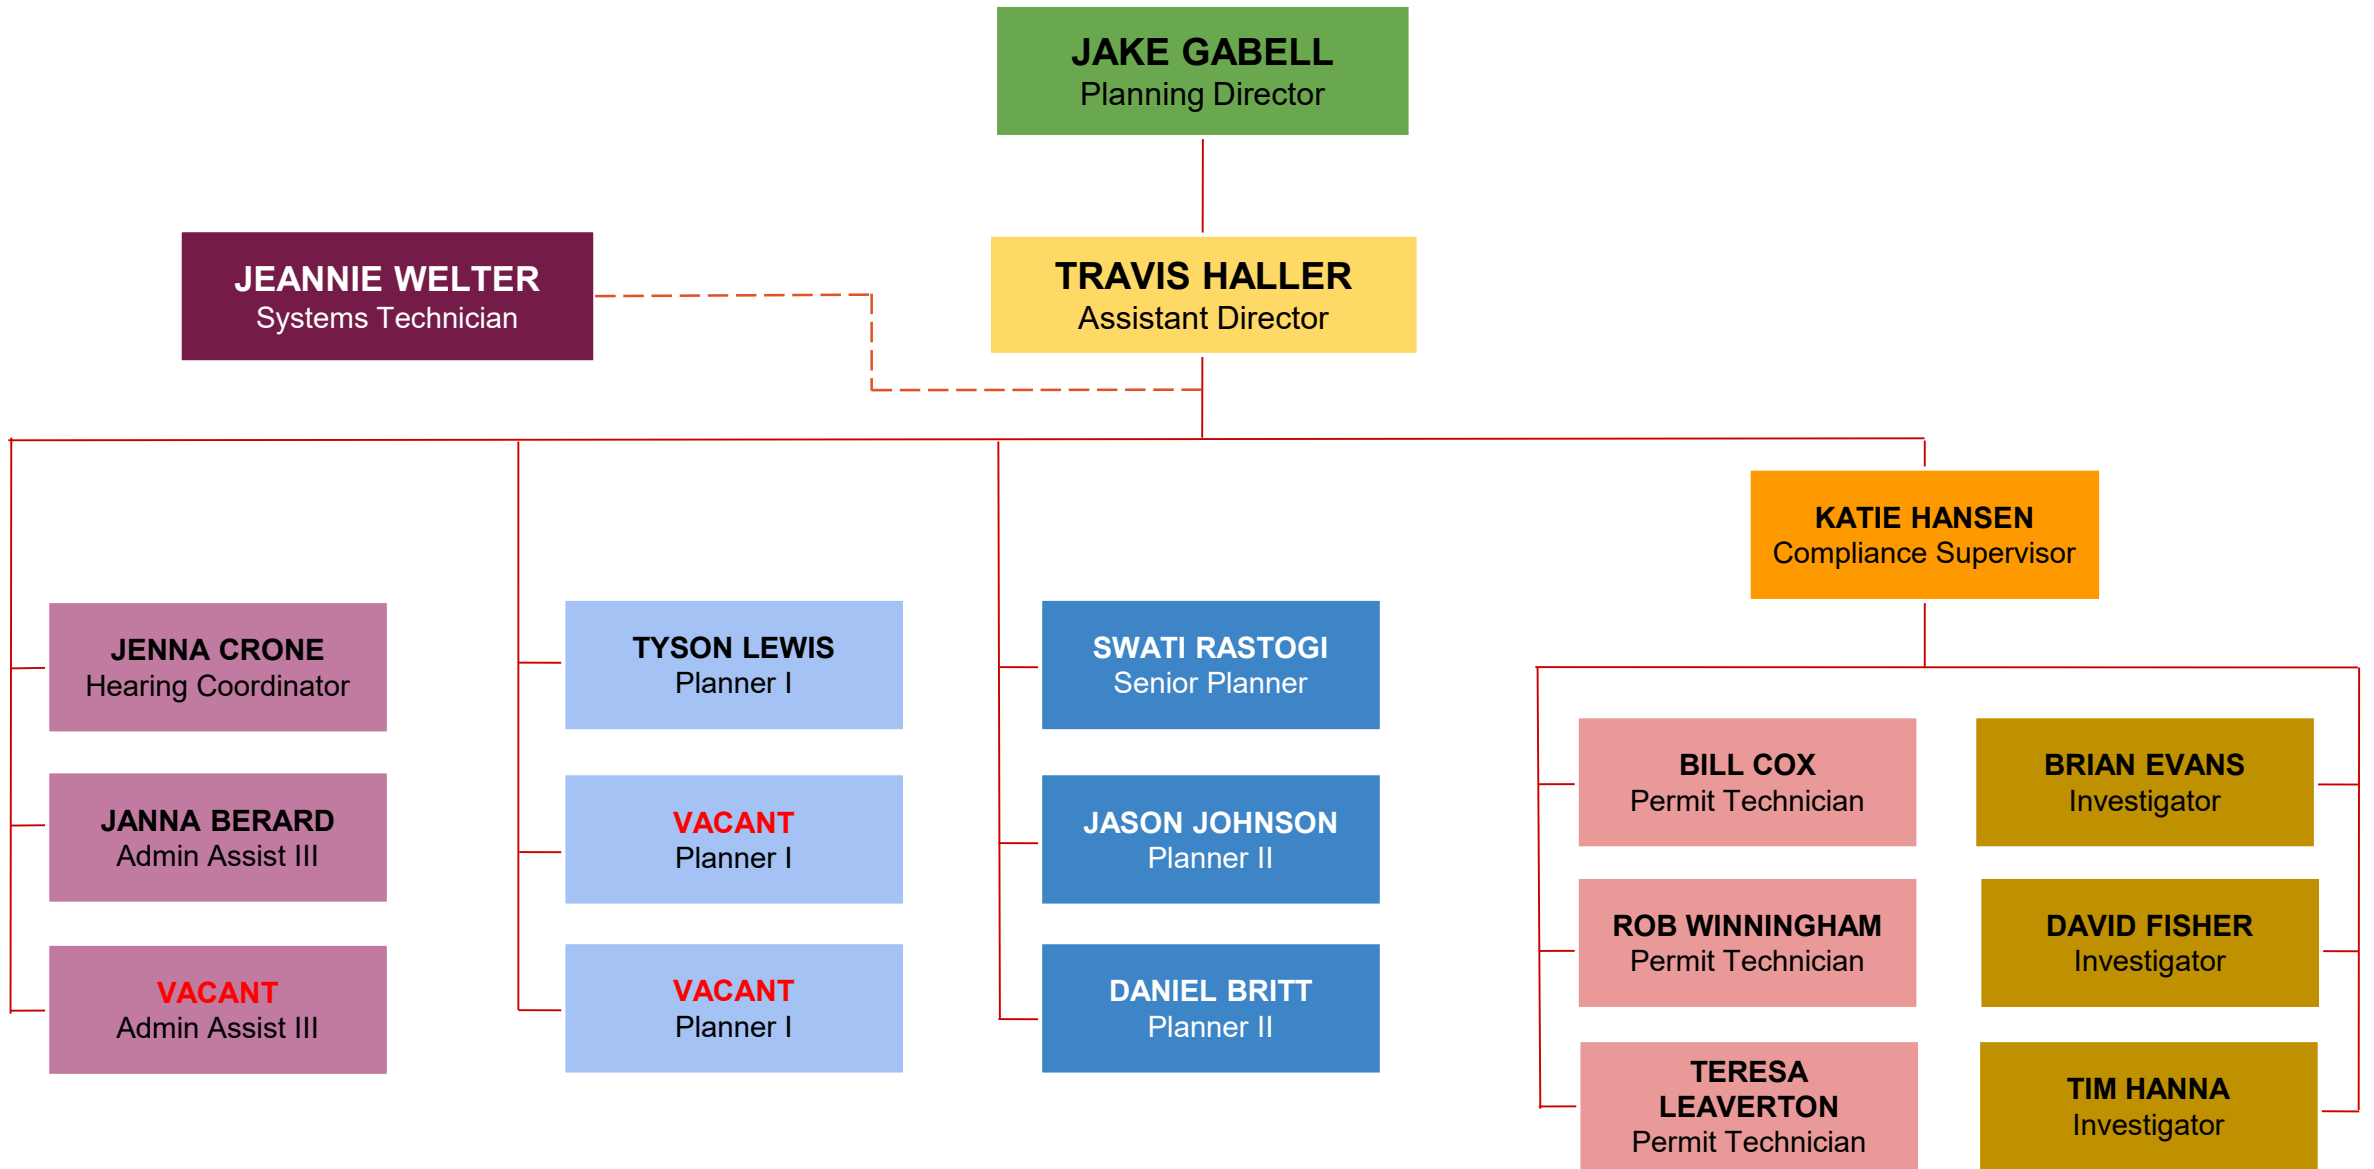 JAKE GABELL
Planning Director
JEANNIE WELTER
Systems Technician
TRAVIS HALLER
Assistant Director
KATIE HANSEN
Compliance Supervisor
JENNA CRONE
Hearing Coordinator
JANNA BERARD
Admin Assist III
VACANT
Admin Assist III
TYSON LEWIS
Planner I
VACANT
Planner I
VACANT
Planner I
SWATI RASTOGI
Senior Planner
JASON JOHNSON
Planner II
DANIEL BRITT
Planner II
BILL COX
Permit Technician
ROB WINNINGHAM
Permit Technician
TERESA
LEAVERTON
Permit Technician
BRIAN EVANS
Investigator
DAVID FISHER
Investigator
TIM HANNA
Investigator